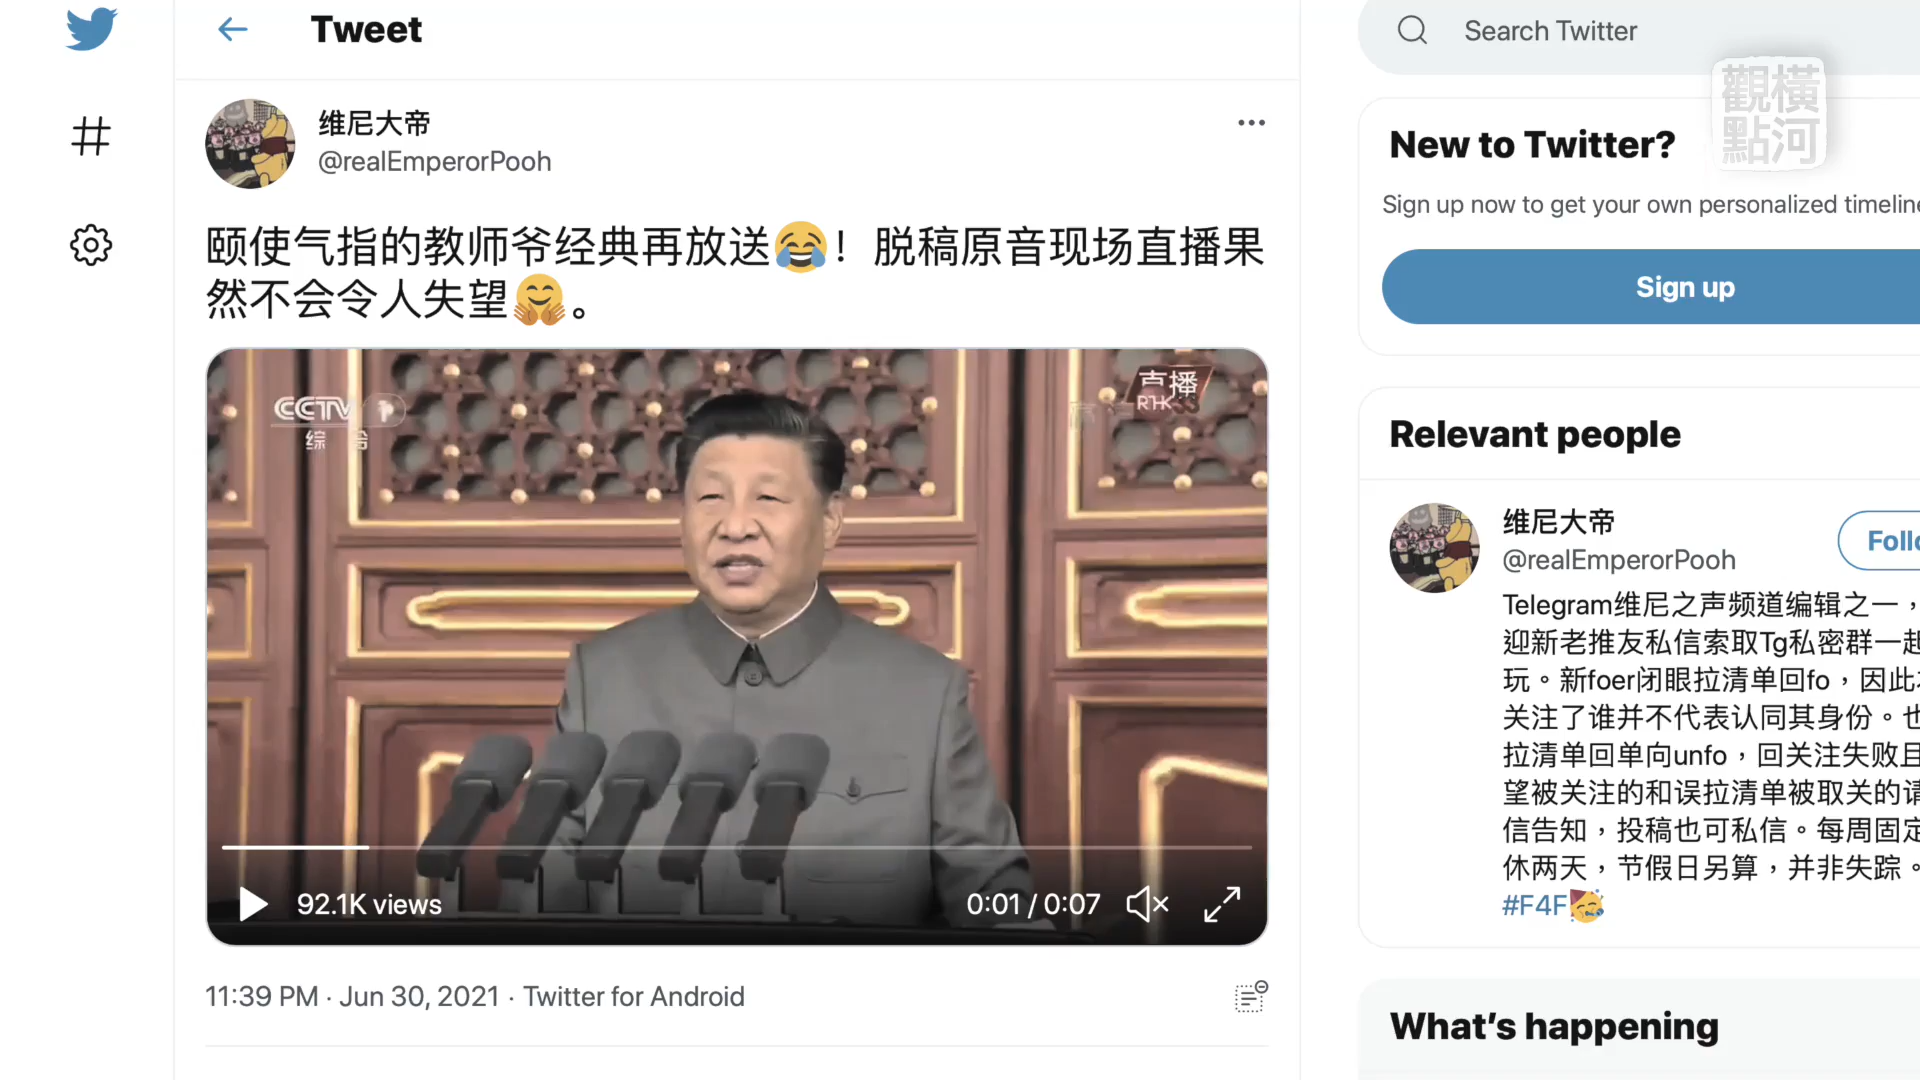 Tweet
维尼大帝
@realEmperorPooh
颐使气指的教师爷经典再放送😂！脱稿原音现场直播果
然不会令人失望🤗。
CCTV
综合
直播
RTHK33
92.1K views
0:01 / 0:07
11:39 PM · Jun 30, 2021 · Twitter for Android
Search Twitter
觀橫
點河
New to Twitter?
Sign up now to get your own personalized timeline
Sign up
Relevant people
维尼大帝
@realEmperorPooh
Telegram维尼之声频道编辑之一，
迎新老推友私信索取Tg私密群一起
玩。新foer闭眼拉清单回fo，因此
关注了谁并不代表认同其身份。也
拉清单回单向unfo，回关注失败且
望被关注的和误拉清单被取关的请
信告知，投稿也可私信。每周固定
休两天，节假日另算，并非失踪。
#F4F🥳
What's happening